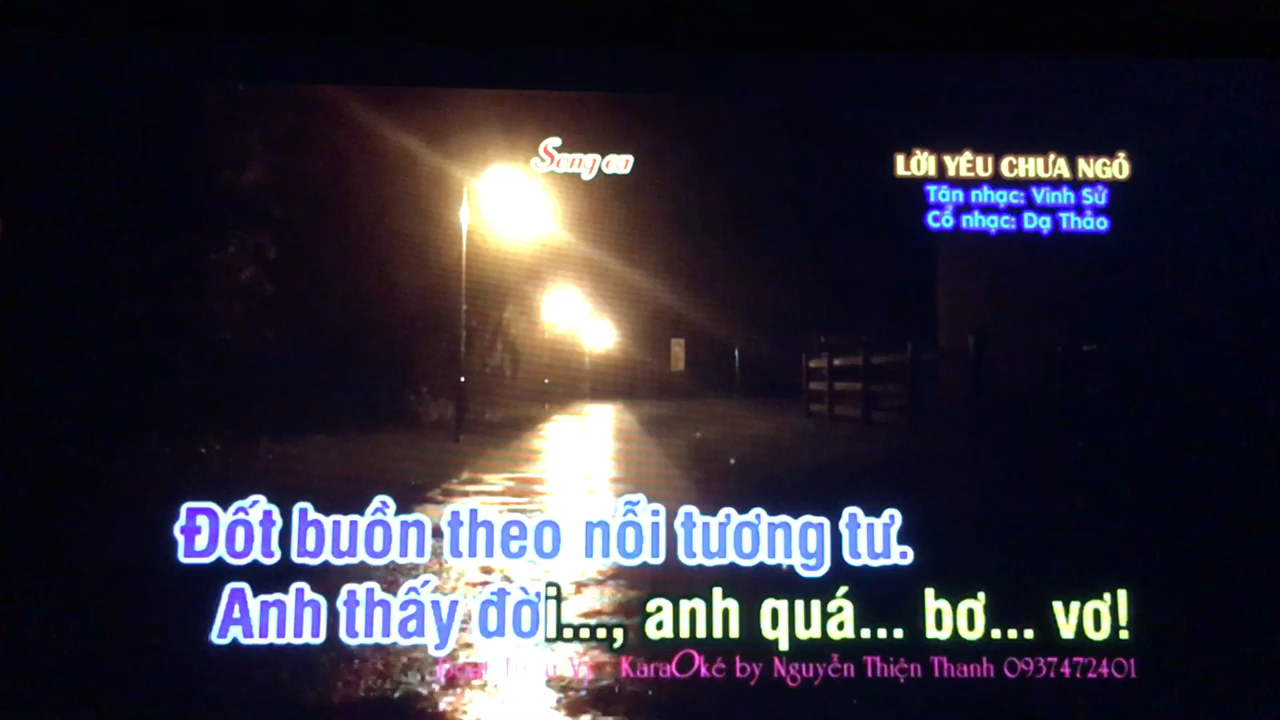 Song ca
LỜI YÊU CHƯA NGỎ
Tân nhạc: Vinh Sử
Cổ nhạc: Dạ Thảo
Đốt buồn theo nỗi tương tư.
Anh thấy đời..., anh quá... bơ... vơ!
KaraOké by Nguyễn Thiện Thanh 0937472401